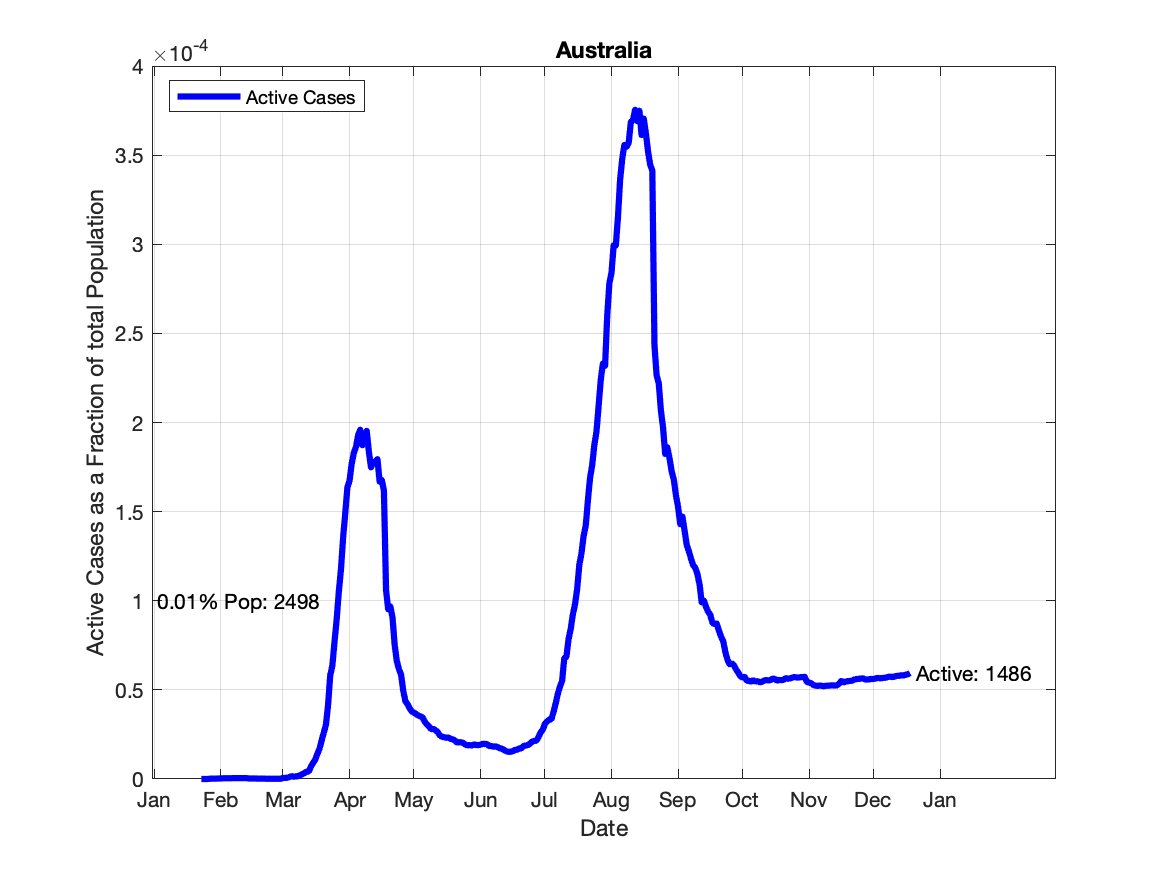 Australia
×10⁻⁴
Active Cases
4
3.5
3
2.5
2
1.5
1
0.5
0
Active Cases as a Fraction of total Population
0.01% Pop: 2498
Active: 1486
Jan Feb Mar Apr May Jun Jul Aug Sep Oct Nov Dec Jan
Date